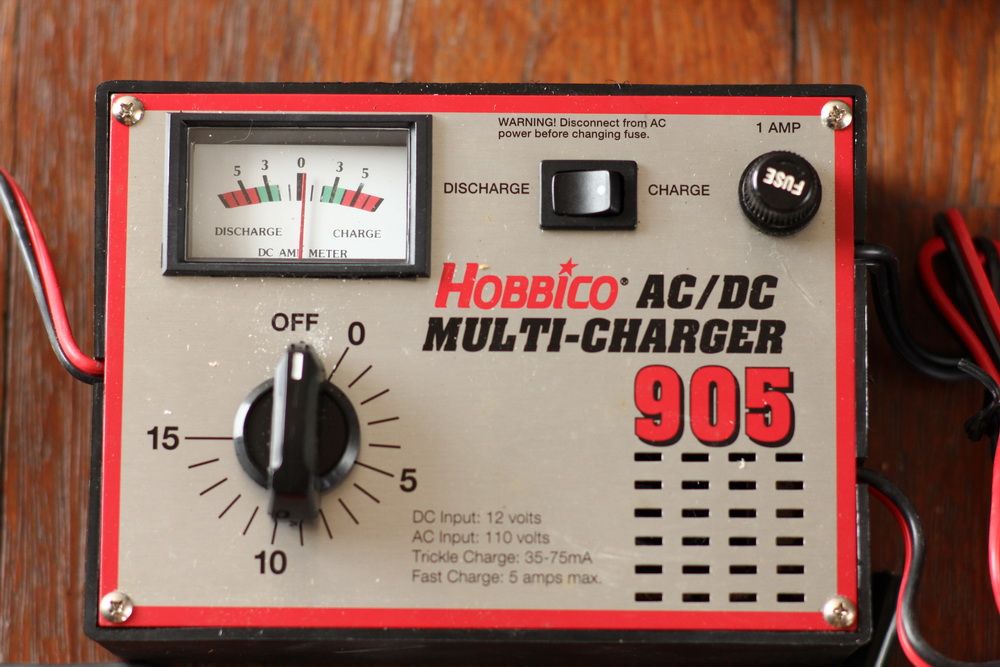 WARNING! Disconnect from AC
power before changing fuse.
1 AMP
5 3 0 3 5
DISCHARGE CHARGE
DC AM METER
DISCHARGE CHARGE
FUSE
HOBBICO® AC/DC
MULTI-CHARGER
905
OFF
0
15
5
10
DC Input: 12 volts
AC Input: 110 volts
Trickle Charge: 35-75mA
Fast Charge: 5 amps max.